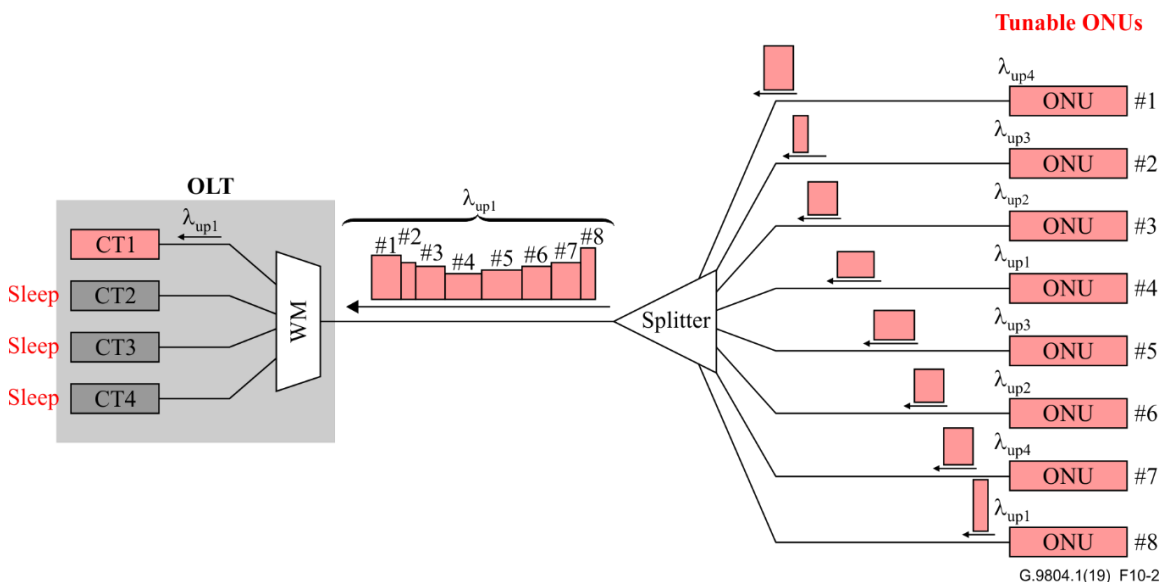 Tunable ONUs
λup4
ONU #1
λup3
ONU #2
OLT
λup1
λup1
λup2
ONU #3
CT1
#1 #2 #3 #4 #5 #6 #7 #8
λup1
ONU #4
Sleep CT2
WM
Splitter
λup3
ONU #5
Sleep CT3
λup2
ONU #6
Sleep CT4
λup4
ONU #7
λup1
ONU #8
G.9804.1(19)_F10-2